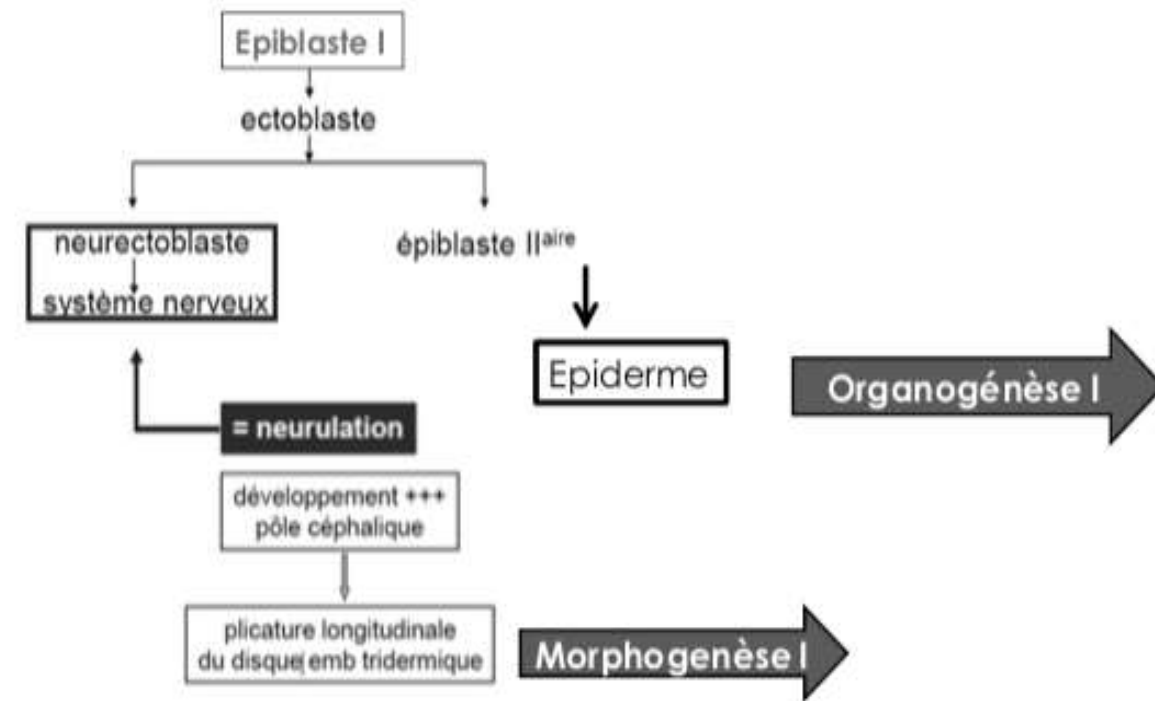 Epiblaste I
ectoblaste
neurectoblaste
épiblaste IIaire
système nerveux
Epiderme
Organogénèse I
= neurulation
développement +++
pôle céphalique
plicature longitudinale
du disque emb tridermique
Morphogenèse I